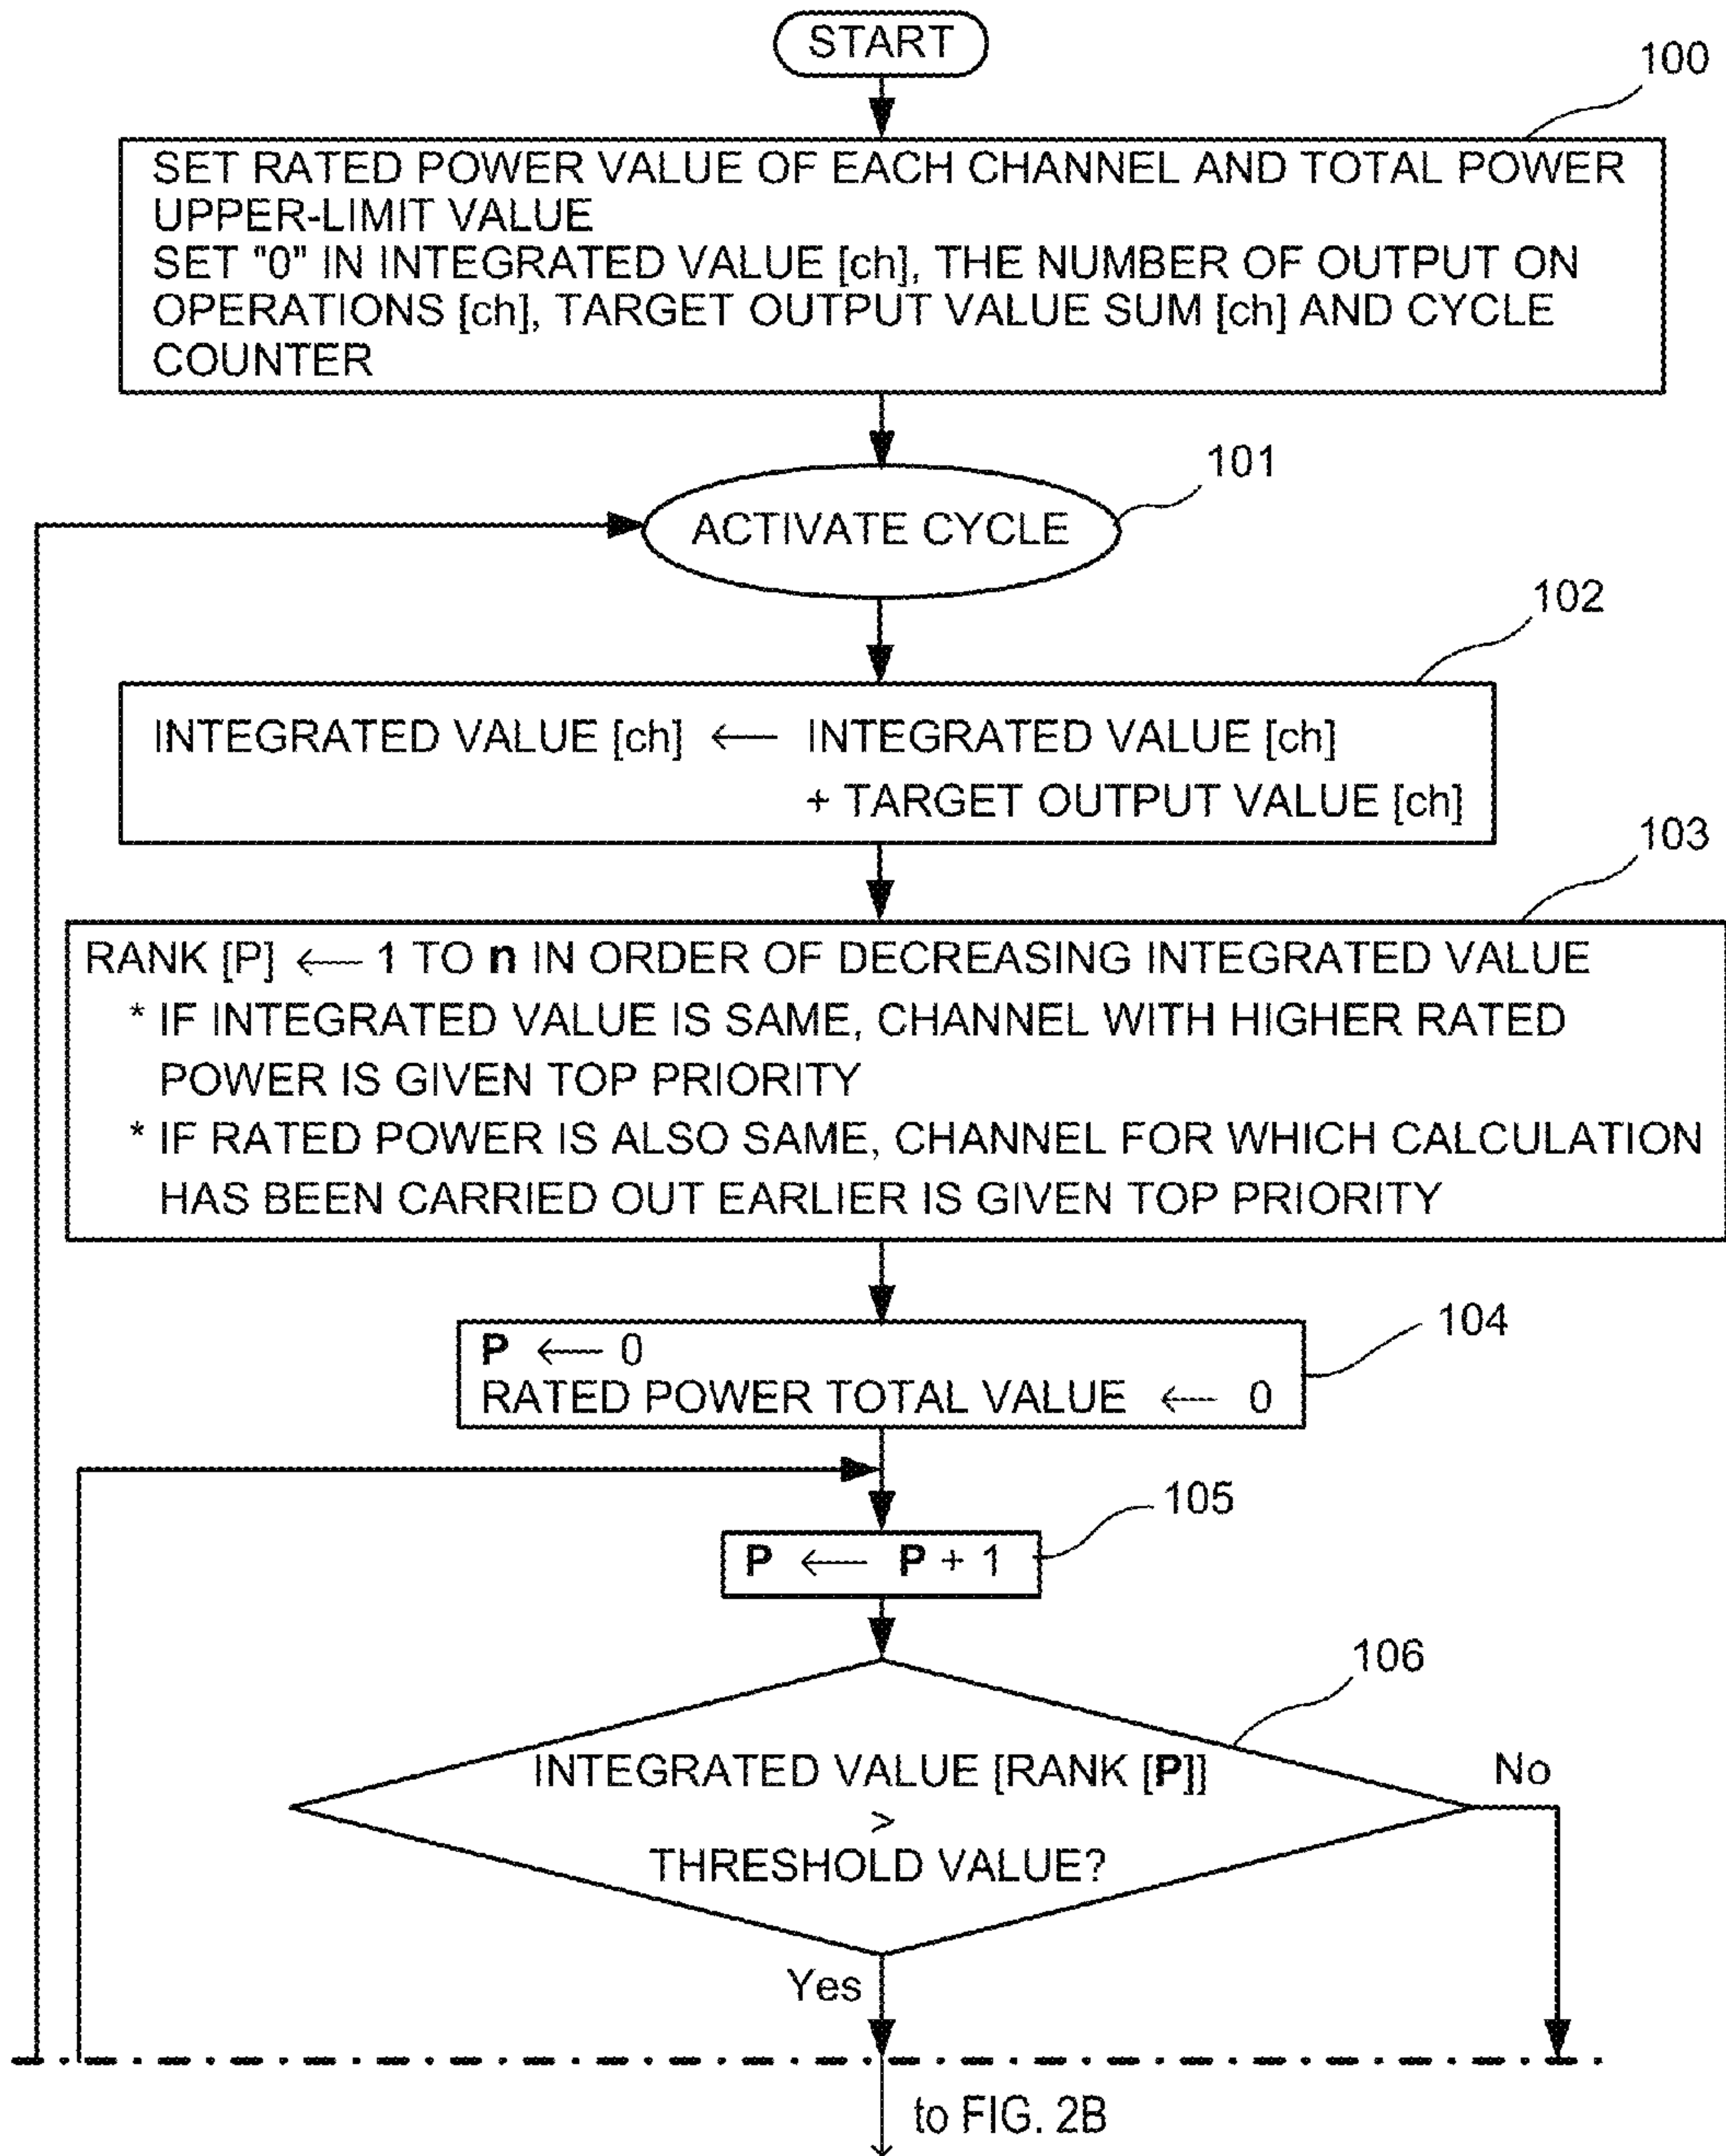 START
100
SET RATED POWER VALUE OF EACH CHANNEL AND TOTAL POWER
UPPER-LIMIT VALUE
SET "0" IN INTEGRATED VALUE [ch], THE NUMBER OF OUTPUT ON
OPERATIONS [ch], TARGET OUTPUT VALUE SUM [ch] AND CYCLE
COUNTER
101
ACTIVATE CYCLE
102
INTEGRATED VALUE [ch] ← INTEGRATED VALUE [ch]
+ TARGET OUTPUT VALUE [ch]
103
RANK [P] ← 1 TO n IN ORDER OF DECREASING INTEGRATED VALUE
* IF INTEGRATED VALUE IS SAME, CHANNEL WITH HIGHER RATED
POWER IS GIVEN TOP PRIORITY
* IF RATED POWER IS ALSO SAME, CHANNEL FOR WHICH CALCULATION
HAS BEEN CARRIED OUT EARLIER IS GIVEN TOP PRIORITY
104
P ← 0
RATED POWER TOTAL VALUE ← 0
105
P ← P + 1
106
INTEGRATED VALUE [RANK [P]]
>
THRESHOLD VALUE?
No
Yes
to FIG. 2B